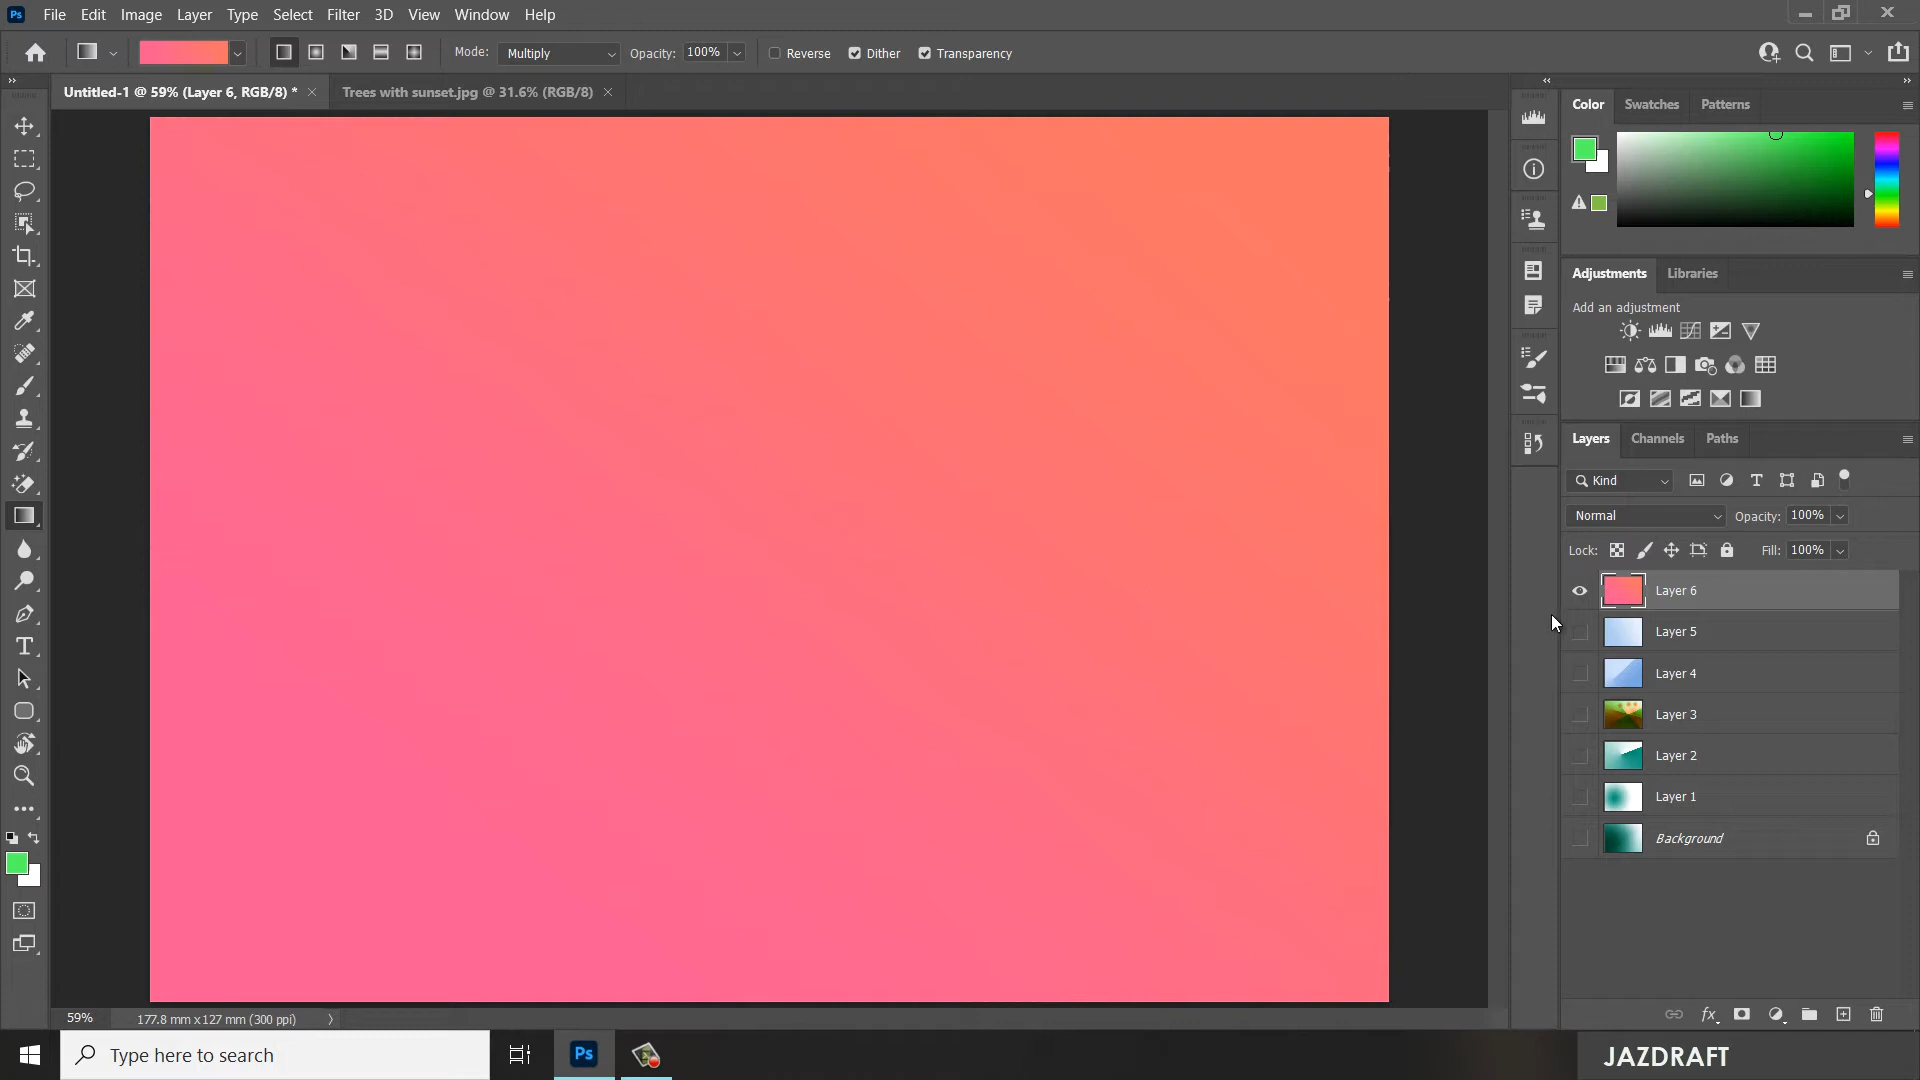 Ps File Edit Image Layer Type Select Filter 3D View Window Help
Mode: Multiply Opacity: 100% Reverse Dither Transparency
Untitled-1 @ 59% (Layer 6, RGB/8) * Trees with sunset.jpg @ 31.6% (RGB/8)
Color Swatches Patterns
Adjustments Libraries
Add an adjustment
Layers Channels Paths
Kind
Normal Opacity: 100%
Lock: Fill: 100%
Layer 6
Layer 5
Layer 4
Layer 3
Layer 2
Layer 1
Background
59% 177.8 mm x 127 mm (300 ppi)
Type here to search Ps JAZDRAFT